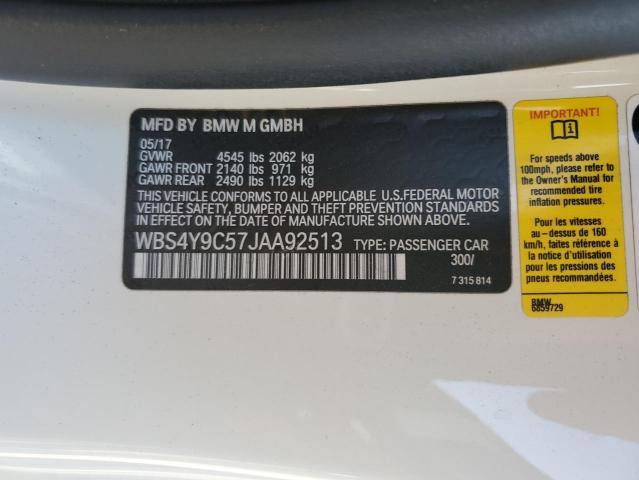 MFD BY BMW M GMBH
05/17
GVWR 4545 lbs 2062 kg
GAWR FRONT 2140 lbs 971 kg
GAWR REAR 2490 lbs 1129 kg
THIS VEHICLE CONFORMS TO ALL APPLICABLE U.S.FEDERAL MOTOR
VEHICLE SAFETY, BUMPER, AND THEFT PREVENTION STANDARDS
IN EFFECT ON THE DATE OF MANUFACTURE SHOWN ABOVE.
WBS4Y9C57JAA92513 TYPE: PASSENGER CAR
300/
7 315 814
IMPORTANT!
For speeds above
100mph, please refer to
the Owner's Manual for
recommended tire
inflation pressures.
Pour les vitesses
au-dessus de 160
km/h, faites référence à
la notice d'utilisation
pour les pressions des
pneus recommandées.
BMW
6859729